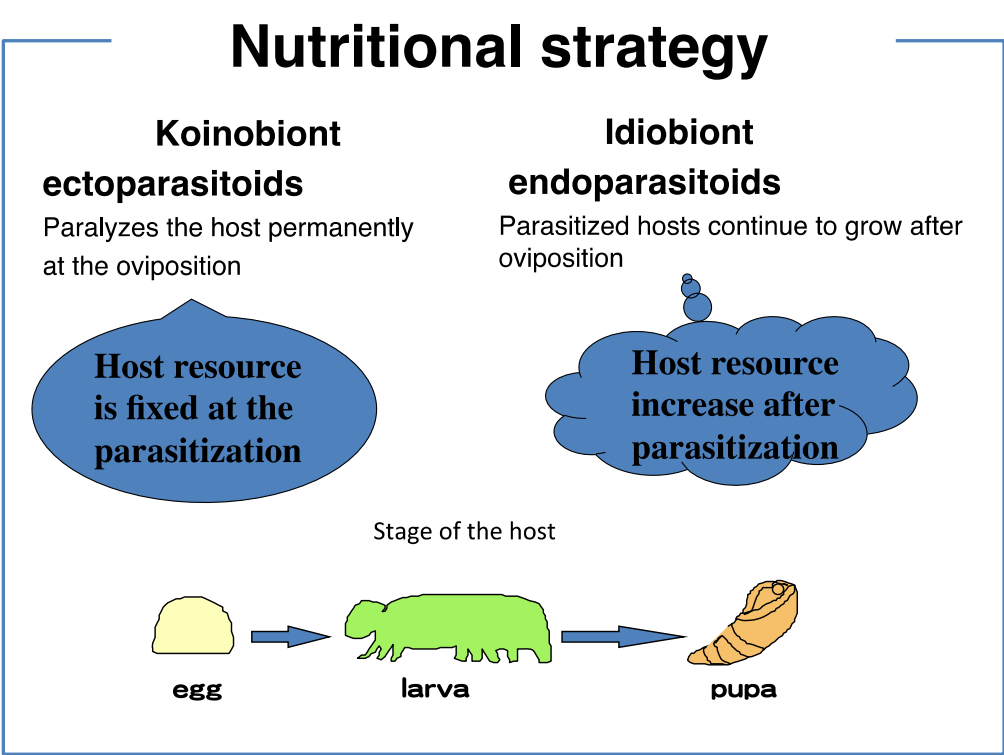 Nutritional strategy
Koinobiont
ectoparasitoids
Paralyzes the host permanently
at the oviposition
Host resource
is fixed at the
parasitization
Idiobiont
endoparasitoids
Parasitized hosts continue to grow after
oviposition
Host resource
increase after
parasitization
Stage of the host
egg
larva
pupa